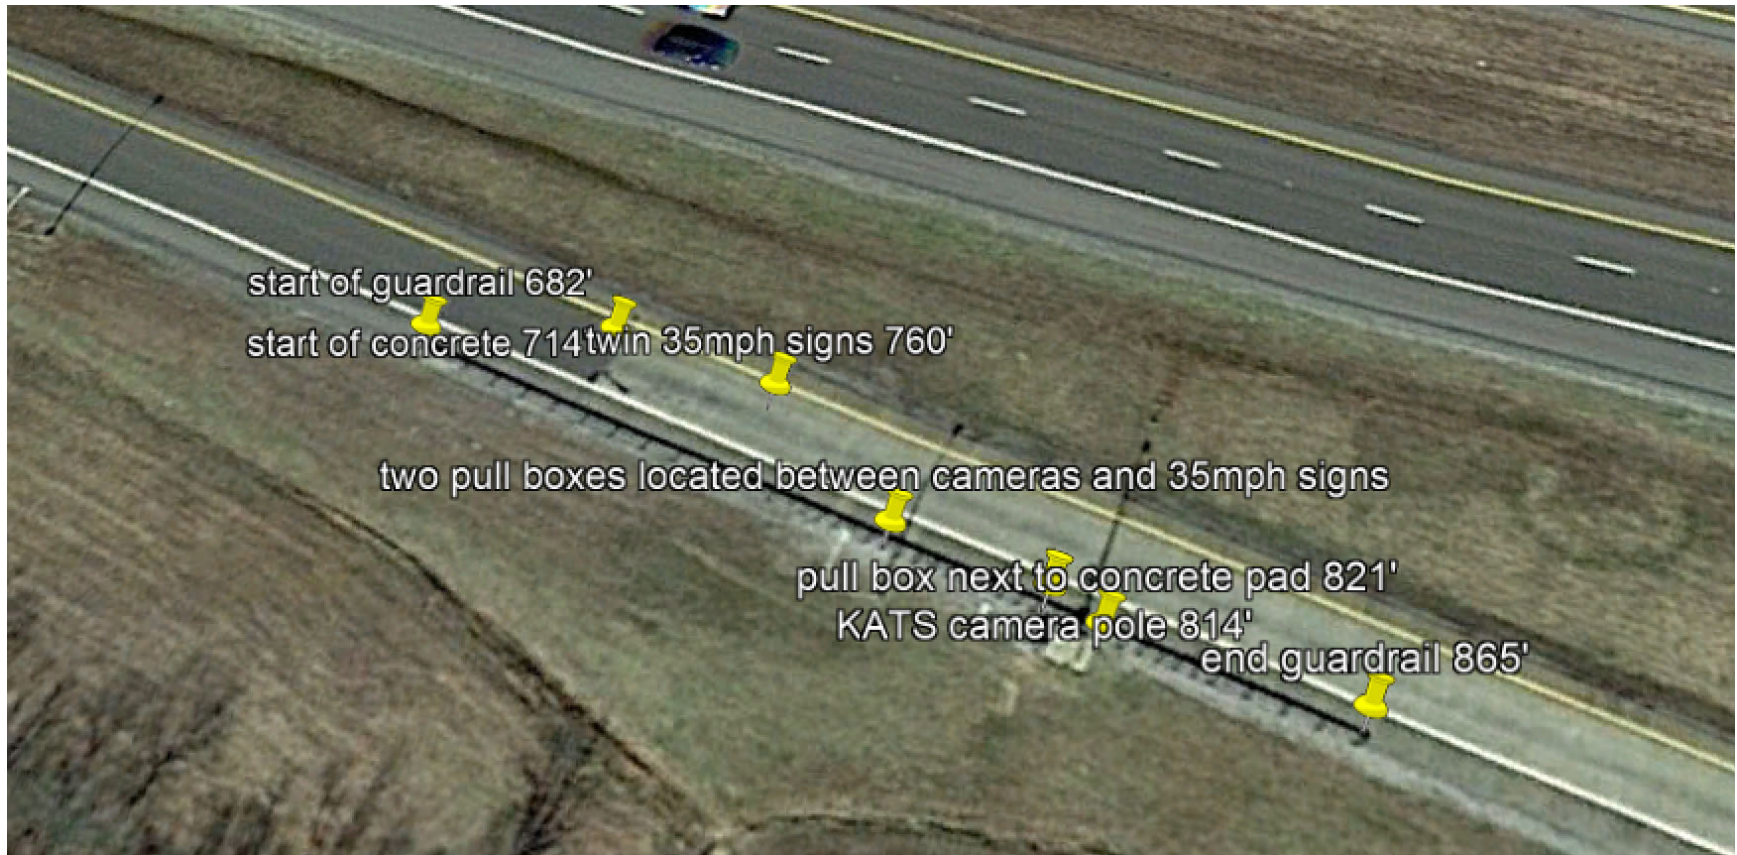 start of guardrail 682'
start of concrete 714'
twin 35mph signs 760'
two pull boxes located between cameras and 35mph signs
pull box next to concrete pad 821'
KATS camera pole 814'
end guardrail 865'